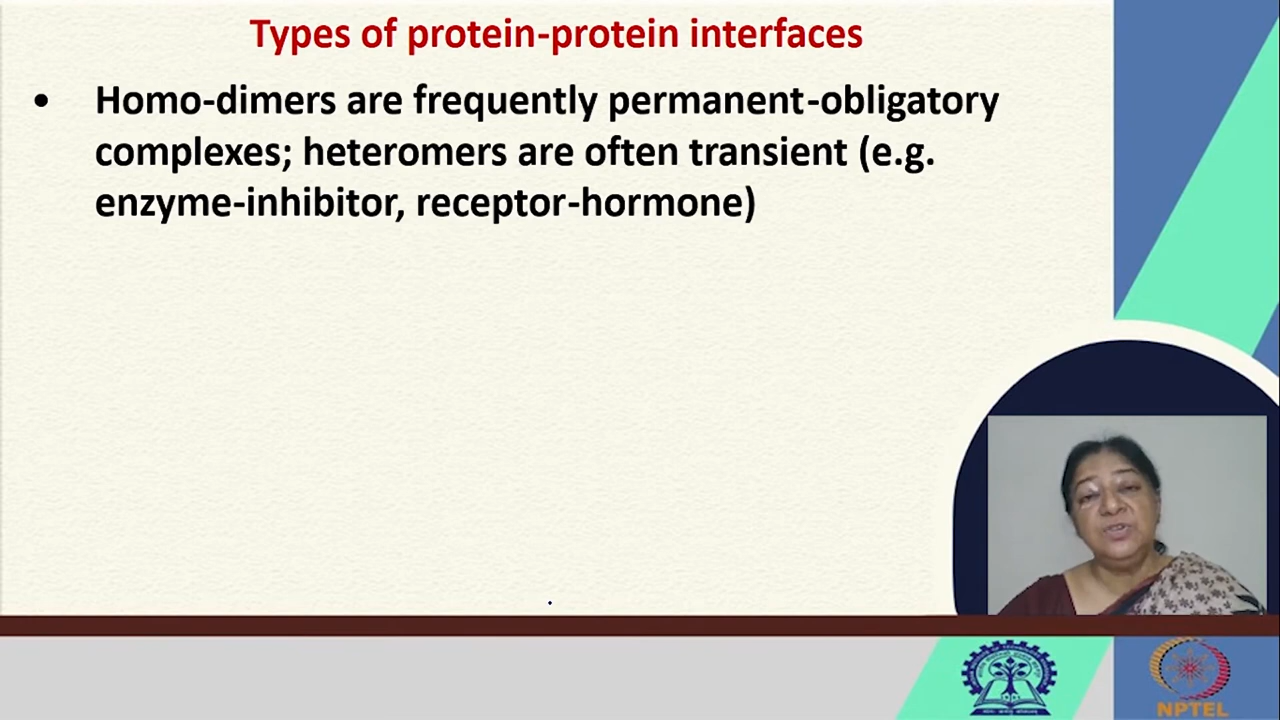 Types of protein-protein interfaces
• Homo-dimers are frequently permanent-obligatory
complexes; heteromers are often transient (e.g.
enzyme-inhibitor, receptor-hormone)
NPTEL